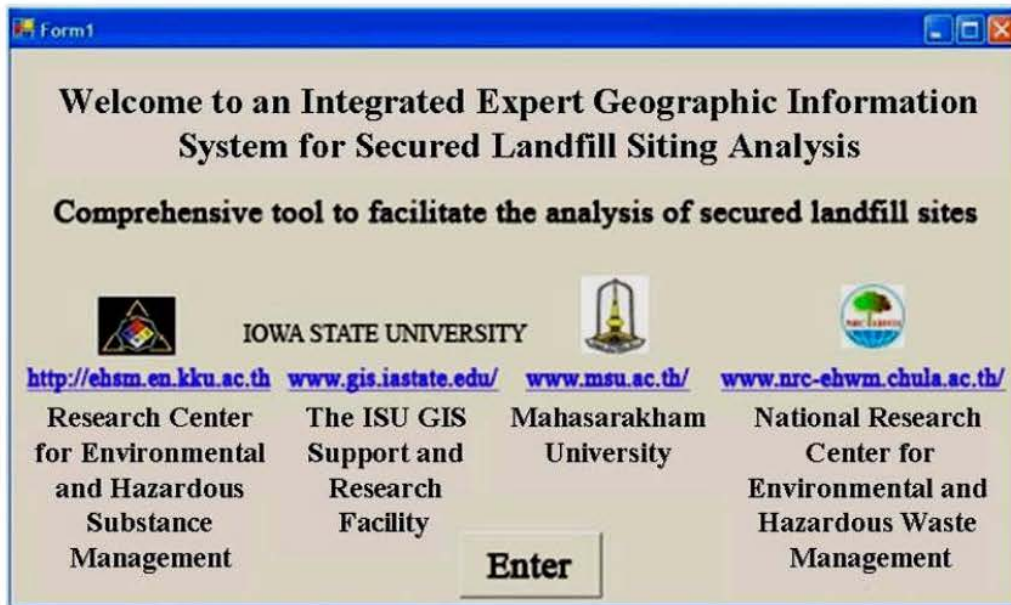 Form1
Welcome to an Integrated Expert Geographic Information
System for Secured Landfill Siting Analysis
Comprehensive tool to facilitate the analysis of secured landfill sites
IOWA STATE UNIVERSITY
http://ehsm.en.kku.ac.th
www.gis.iastate.edu/
www.msu.ac.th/
www.nrc-ehwm.chula.ac.th/
Research Center
for Environmental
and Hazardous
Substance
Management
The ISU GIS
Support and
Research
Facility
Mahasarakham
University
National Research
Center for
Environmental and
Hazardous Waste
Management
Enter